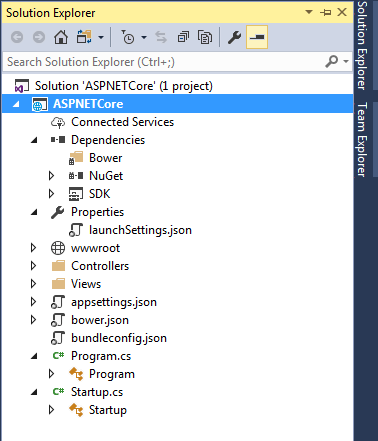 Solution Explorer
Search Solution Explorer (Ctrl+;)
Solution 'ASPNETCore' (1 project)
ASPNETCore
Connected Services
Dependencies
Bower
NuGet
SDK
Properties
launchSettings.json
wwwroot
Controllers
Views
appsettings.json
bower.json
bundleconfig.json
C# Program.cs
Program
C# Startup.cs
Startup
Solution Explorer
Team Explorer